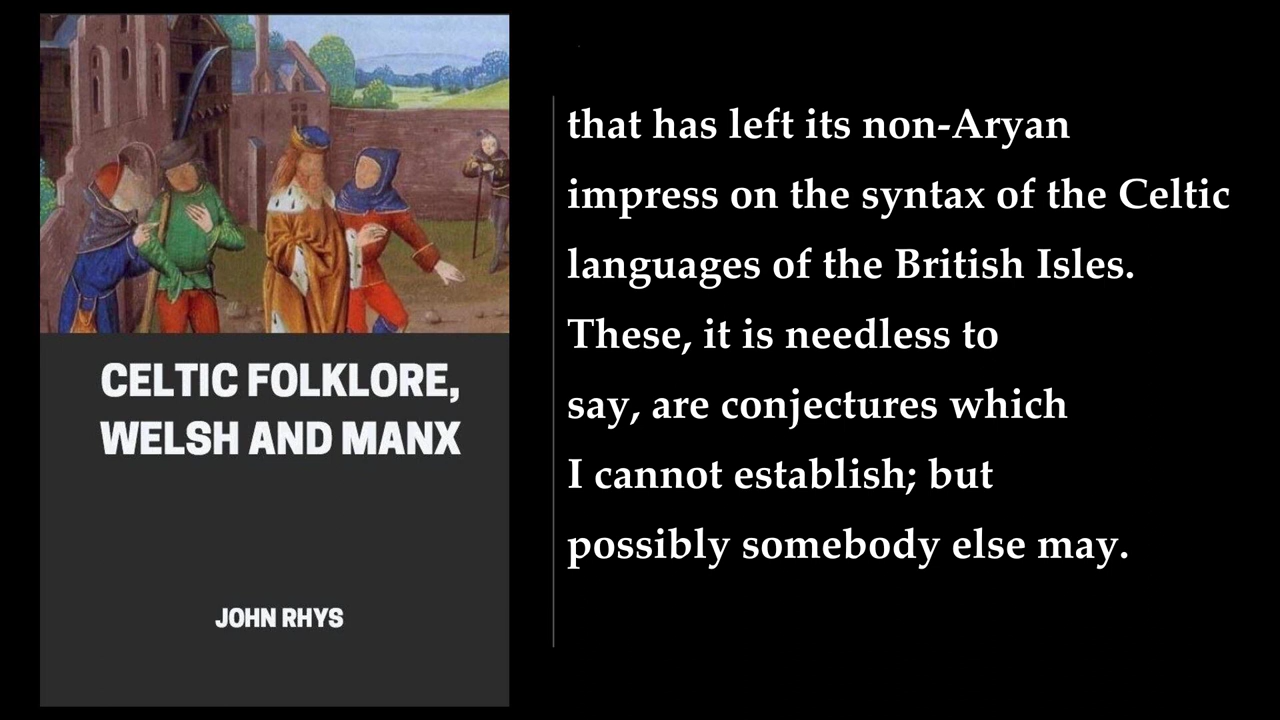 CELTIC FOLKLORE,
WELSH AND MANX
JOHN RHYS
that has left its non-Aryan
impress on the syntax of the Celtic
languages of the British Isles.
These, it is needless to
say, are conjectures which
I cannot establish; but
possibly somebody else may.